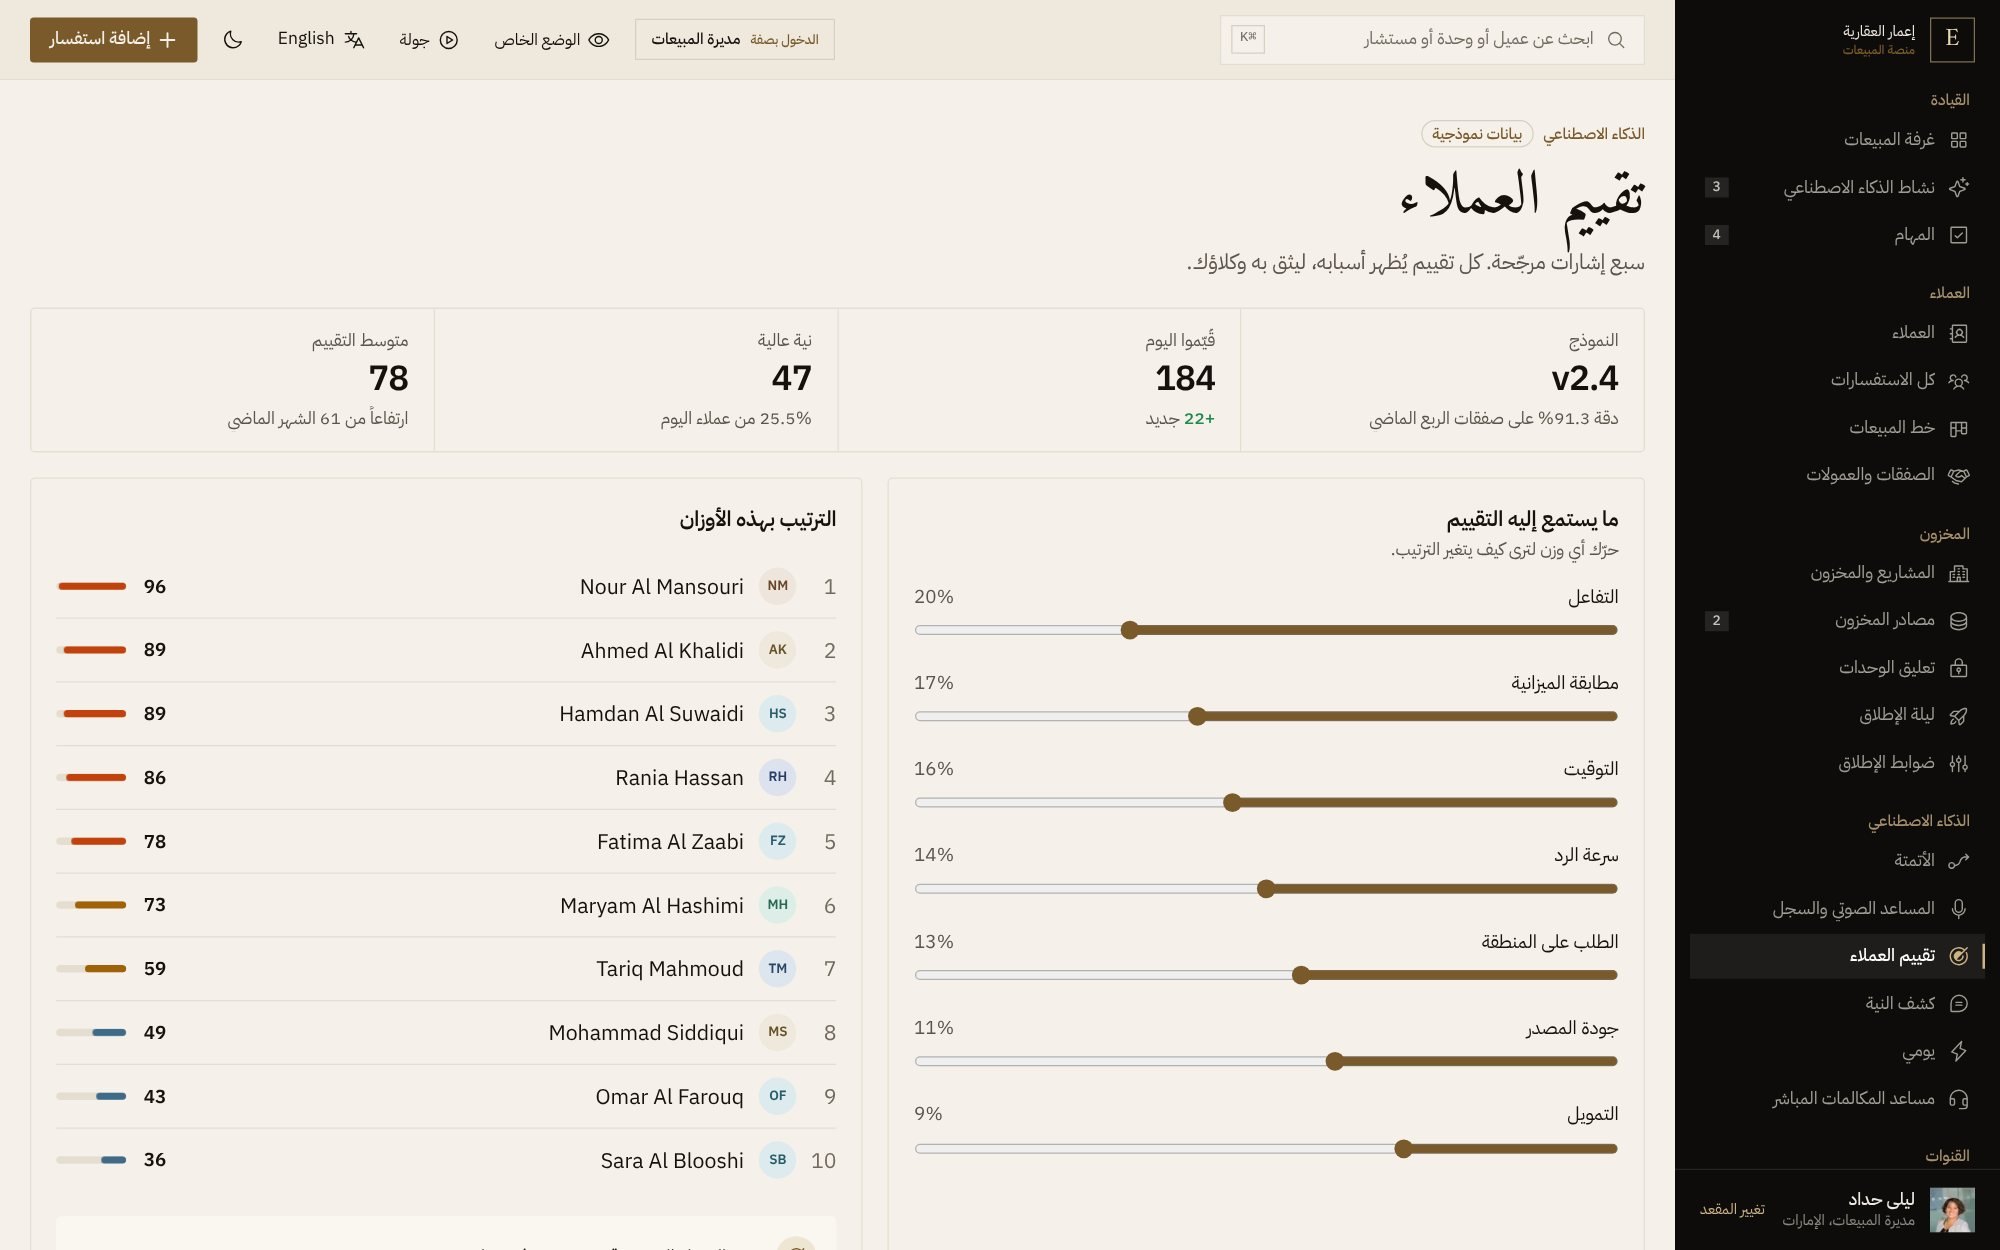 E
إعمار العقارية
منصة المبيعات
القيادة
غرفة المبيعات
نشاط الذكاء الاصطناعي 3
المهام 4
العملاء
العملاء
كل الاستفسارات
خط المبيعات
الصفقات والعمولات
المخزون
المشاريع والمخزون
مصادر المخزون 2
تعليق الوحدات
ليلة الإطلاق
ضوابط الإطلاق
الذكاء الاصطناعي
الأتمتة
المساعد الصوتي والسجل
تقييم العملاء
كشف النية
يومي
مساعد المكالمات المباشر
القنوات
ليلى حداد
مديرة المبيعات، الإمارات
تغيير المقعد
ابحث عن عميل أو وحدة أو مستشار ⌘K
الدخول بصفة مديرة المبيعات
الوضع الخاص
جولة
English
إضافة استفسار
الذكاء الاصطناعي بيانات نموذجية
تقييم العملاء
سبع إشارات مرجّحة. كل تقييم يُظهر أسبابه، ليثق به وكلاؤك.
النموذج
v2.4
دقة 91.3% على صفقات الربع الماضي
قُيّموا اليوم
184
+22 جديد
نية عالية
47
25.5% من عملاء اليوم
متوسط التقييم
78
ارتفاعاً من 61 الشهر الماضي
ما يستمع إليه التقييم
حرّك أي وزن لترى كيف يتغير الترتيب.
التفاعل 20%
مطابقة الميزانية 17%
التوقيت 16%
سرعة الرد 14%
الطلب على المنطقة 13%
جودة المصدر 11%
التمويل 9%
الترتيب بهذه الأوزان
1 NM Nour Al Mansouri 96
2 AK Ahmed Al Khalidi 89
3 HS Hamdan Al Suwaidi 89
4 RH Rania Hassan 86
5 FZ Fatima Al Zaabi 78
6 MH Maryam Al Hashimi 73
7 TM Tariq Mahmoud 59
8 MS Mohammad Siddiqui 49
9 OF Omar Al Farouq 43
10 SB Sara Al Blooshi 36